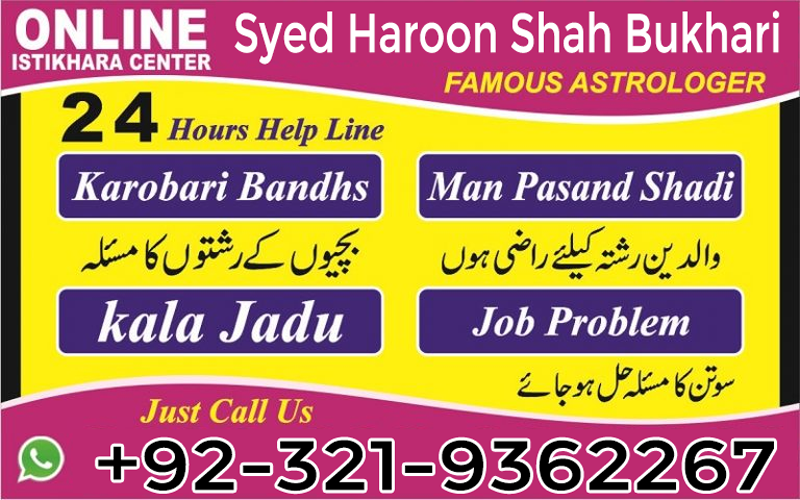 ONLINE
ISTIKHARA CENTER
Syed Haroon Shah Bukhari
FAMOUS ASTROLOGER
24 Hours Help Line
Karobari Bandhs
Man Pasand Shadi
بچیوں کے رشتوں کا مسئلہ
والدین رشتہ کیلئے راضی ہوں
kala Jadu
Job Problem
سوتن کا مسئلہ حل ہو جائے
Just Call Us
+92-321-9362267